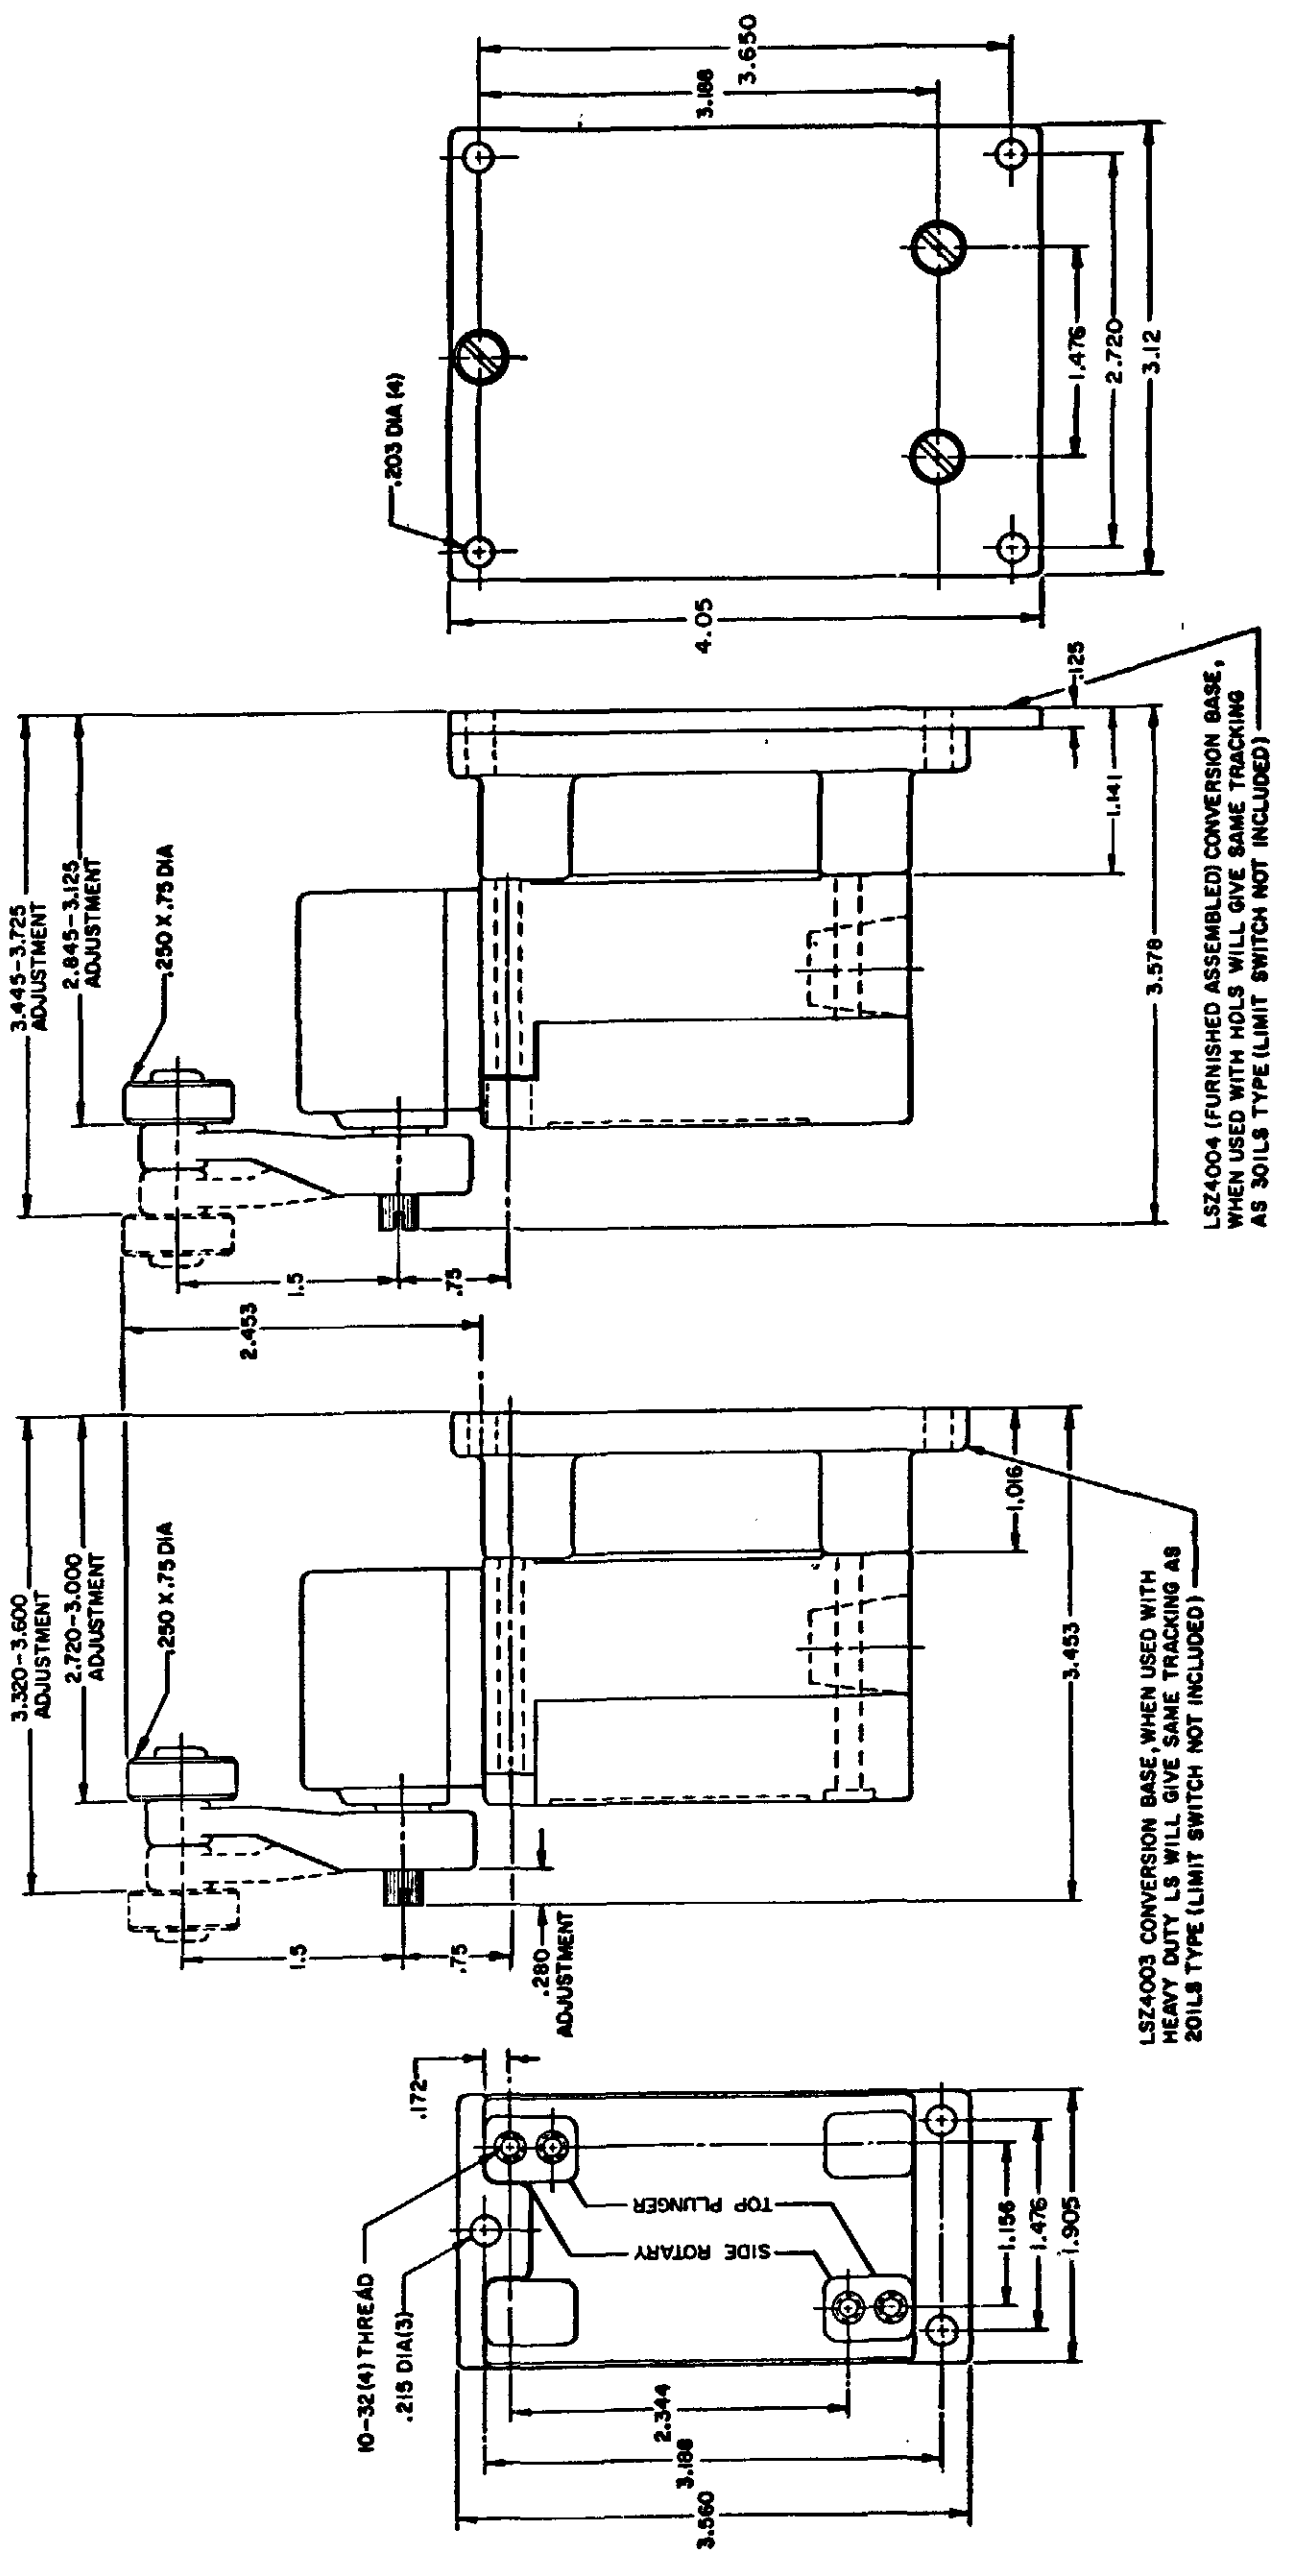 10-32 (4) THREAD
.215 DIA (3)
.172
SIDE ROTARY
TOP PLUNGER
2.344
3.188
3.560
1.156
1.476
1.905
3.320-3.600
ADJUSTMENT
2.720-3.000
ADJUSTMENT
.250 X .75 DIA
1.5
.75
.280
ADJUSTMENT
1.016
3.453
LSZ4003 CONVERSION BASE, WHEN USED WITH
HEAVY DUTY LS WILL GIVE SAME TRACKING AS
201LS TYPE (LIMIT SWITCH NOT INCLUDED)
2.453
3.445-3.725
ADJUSTMENT
2.845-3.125
ADJUSTMENT
.250 X .75 DIA
1.5
.75
.125
1.141
3.578
LSZ4004 (FURNISHED ASSEMBLED) CONVERSION BASE,
WHEN USED WITH HDLS WILL GIVE SAME TRACKING
AS 301LS TYPE (LIMIT SWITCH NOT INCLUDED)
.203 DIA (4)
4.05
3.188
3.650
1.476
2.720
3.12